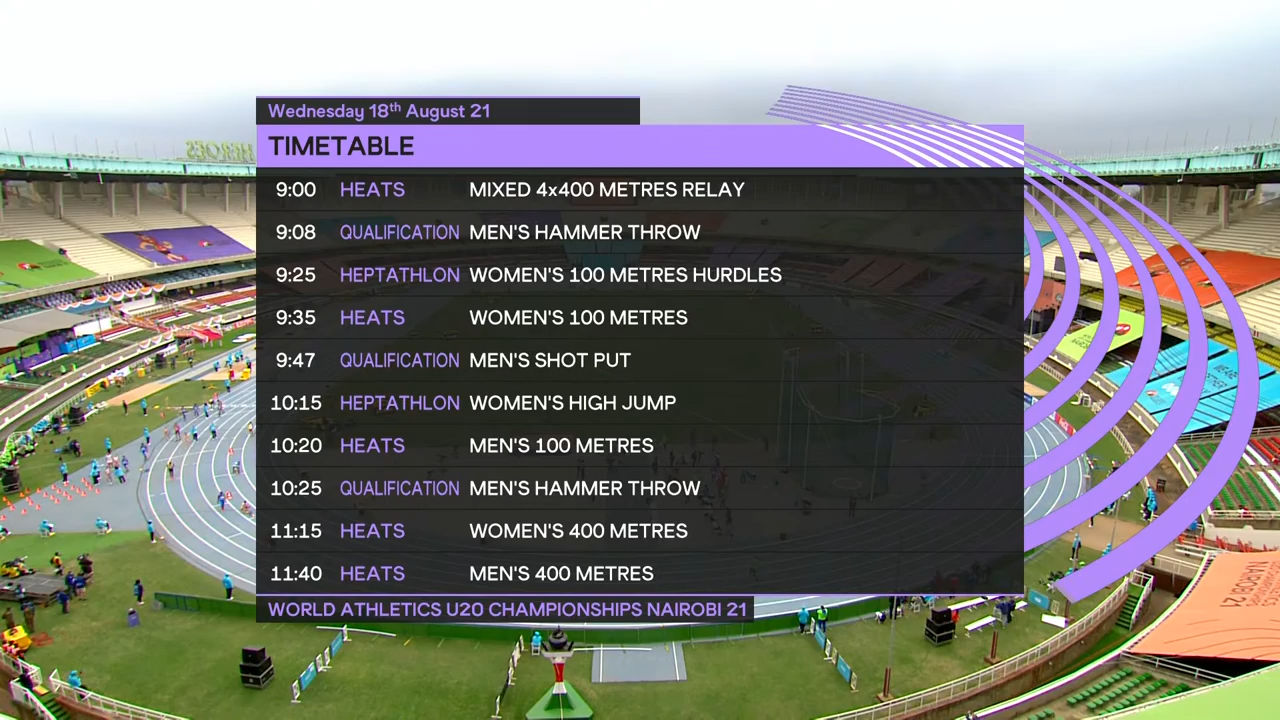 Wednesday 18th August 21
TIMETABLE
9:00 HEATS MIXED 4x400 METRES RELAY
9:08 QUALIFICATION MEN'S HAMMER THROW
9:25 HEPTATHLON WOMEN'S 100 METRES HURDLES
9:35 HEATS WOMEN'S 100 METRES
9:47 QUALIFICATION MEN'S SHOT PUT
10:15 HEPTATHLON WOMEN'S HIGH JUMP
10:20 HEATS MEN'S 100 METRES
10:25 QUALIFICATION MEN'S HAMMER THROW
11:15 HEATS WOMEN'S 400 METRES
11:40 HEATS MEN'S 400 METRES
WORLD ATHLETICS U20 CHAMPIONSHIPS NAIROBI 21